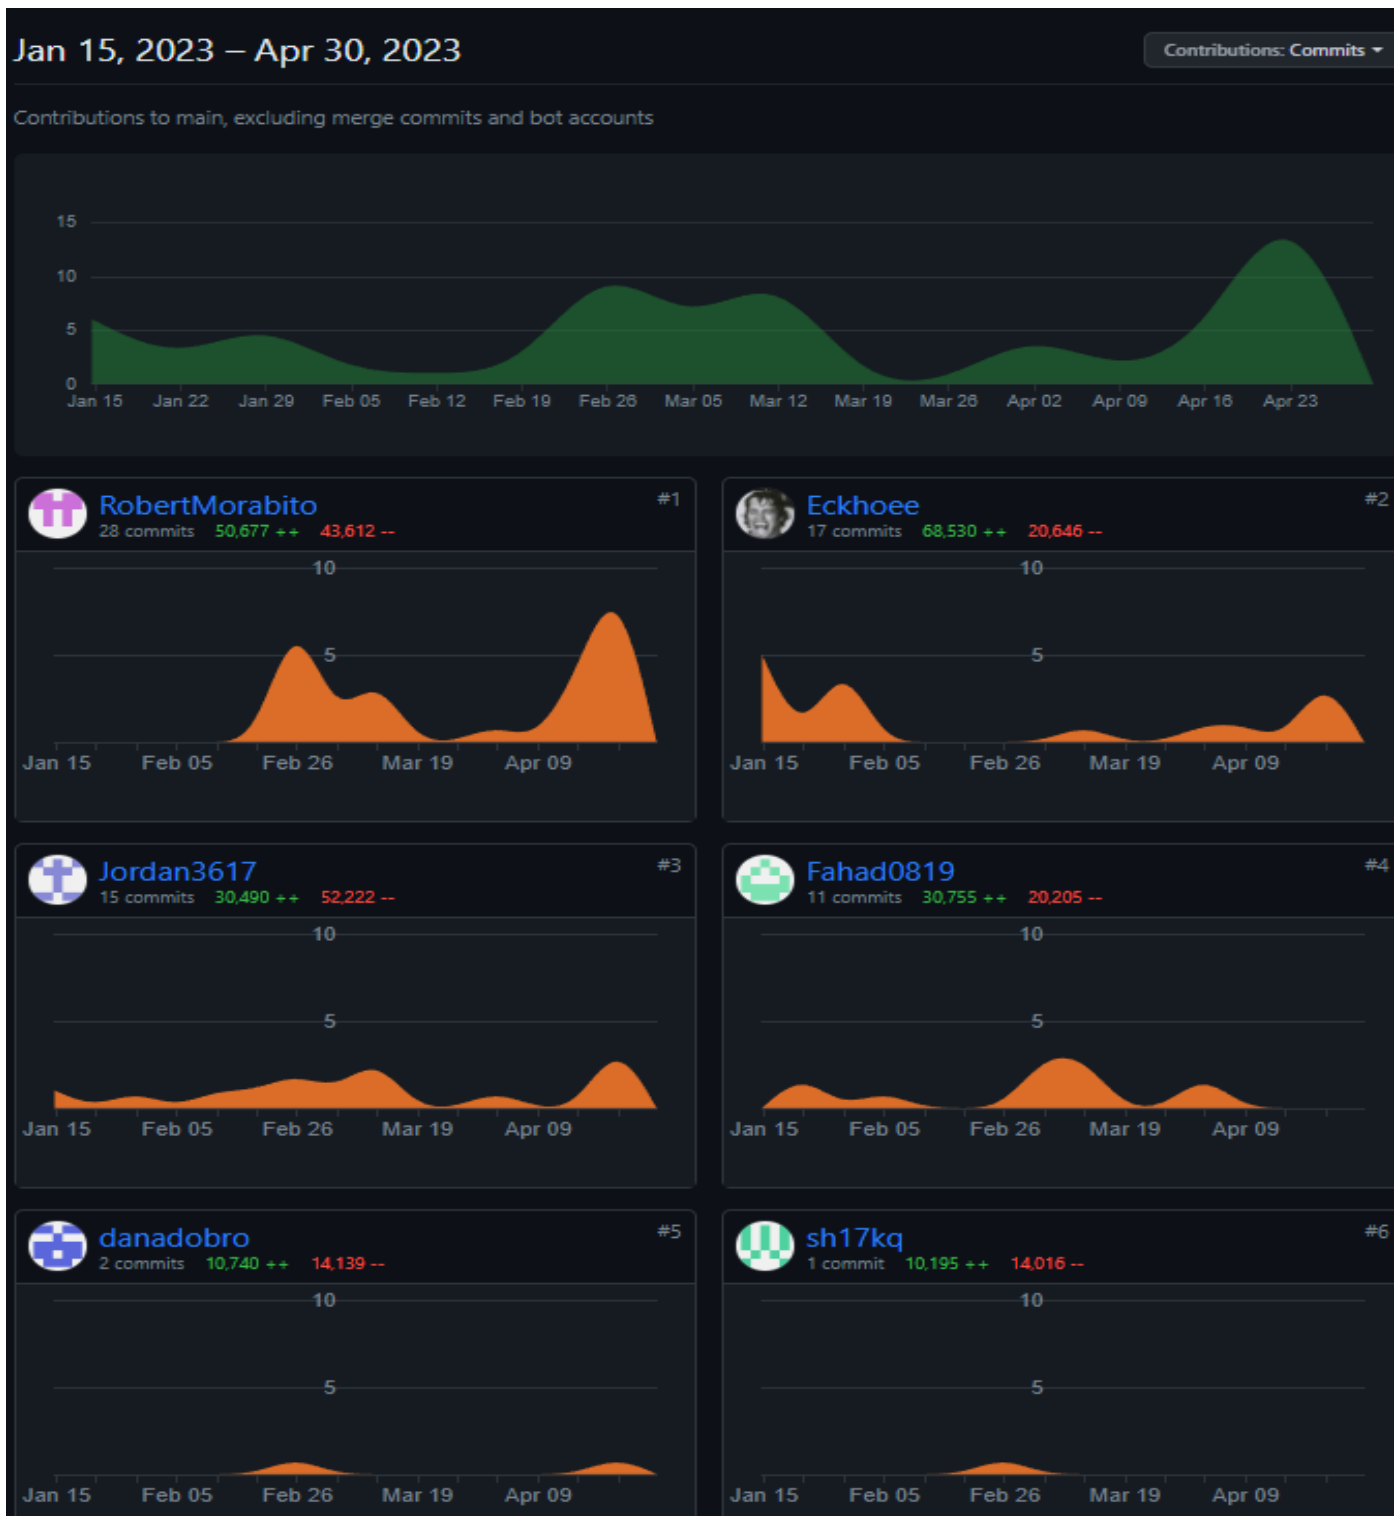 Jan 15, 2023 – Apr 30, 2023
Contributions: Commits
Contributions to main, excluding merge commits and bot accounts
15
10
5
0
Jan 15 Jan 22 Jan 29 Feb 05 Feb 12 Feb 19 Feb 26 Mar 05 Mar 12 Mar 19 Mar 26 Apr 02 Apr 09 Apr 16 Apr 23
RobertMorabito #1
28 commits 50,677 ++ 43,612 --
10
5
Jan 15 Feb 05 Feb 26 Mar 19 Apr 09
Eckhoee #2
17 commits 68,530 ++ 20,646 --
10
5
Jan 15 Feb 05 Feb 26 Mar 19 Apr 09
Jordan3617 #3
15 commits 30,490 ++ 52,222 --
10
5
Jan 15 Feb 05 Feb 26 Mar 19 Apr 09
Fahad0819 #4
11 commits 30,755 ++ 20,205 --
10
5
Jan 15 Feb 05 Feb 26 Mar 19 Apr 09
danadobro #5
2 commits 10,740 ++ 14,139 --
10
5
Jan 15 Feb 05 Feb 26 Mar 19 Apr 09
sh17kq #6
1 commit 10,195 ++ 14,016 --
10
5
Jan 15 Feb 05 Feb 26 Mar 19 Apr 09